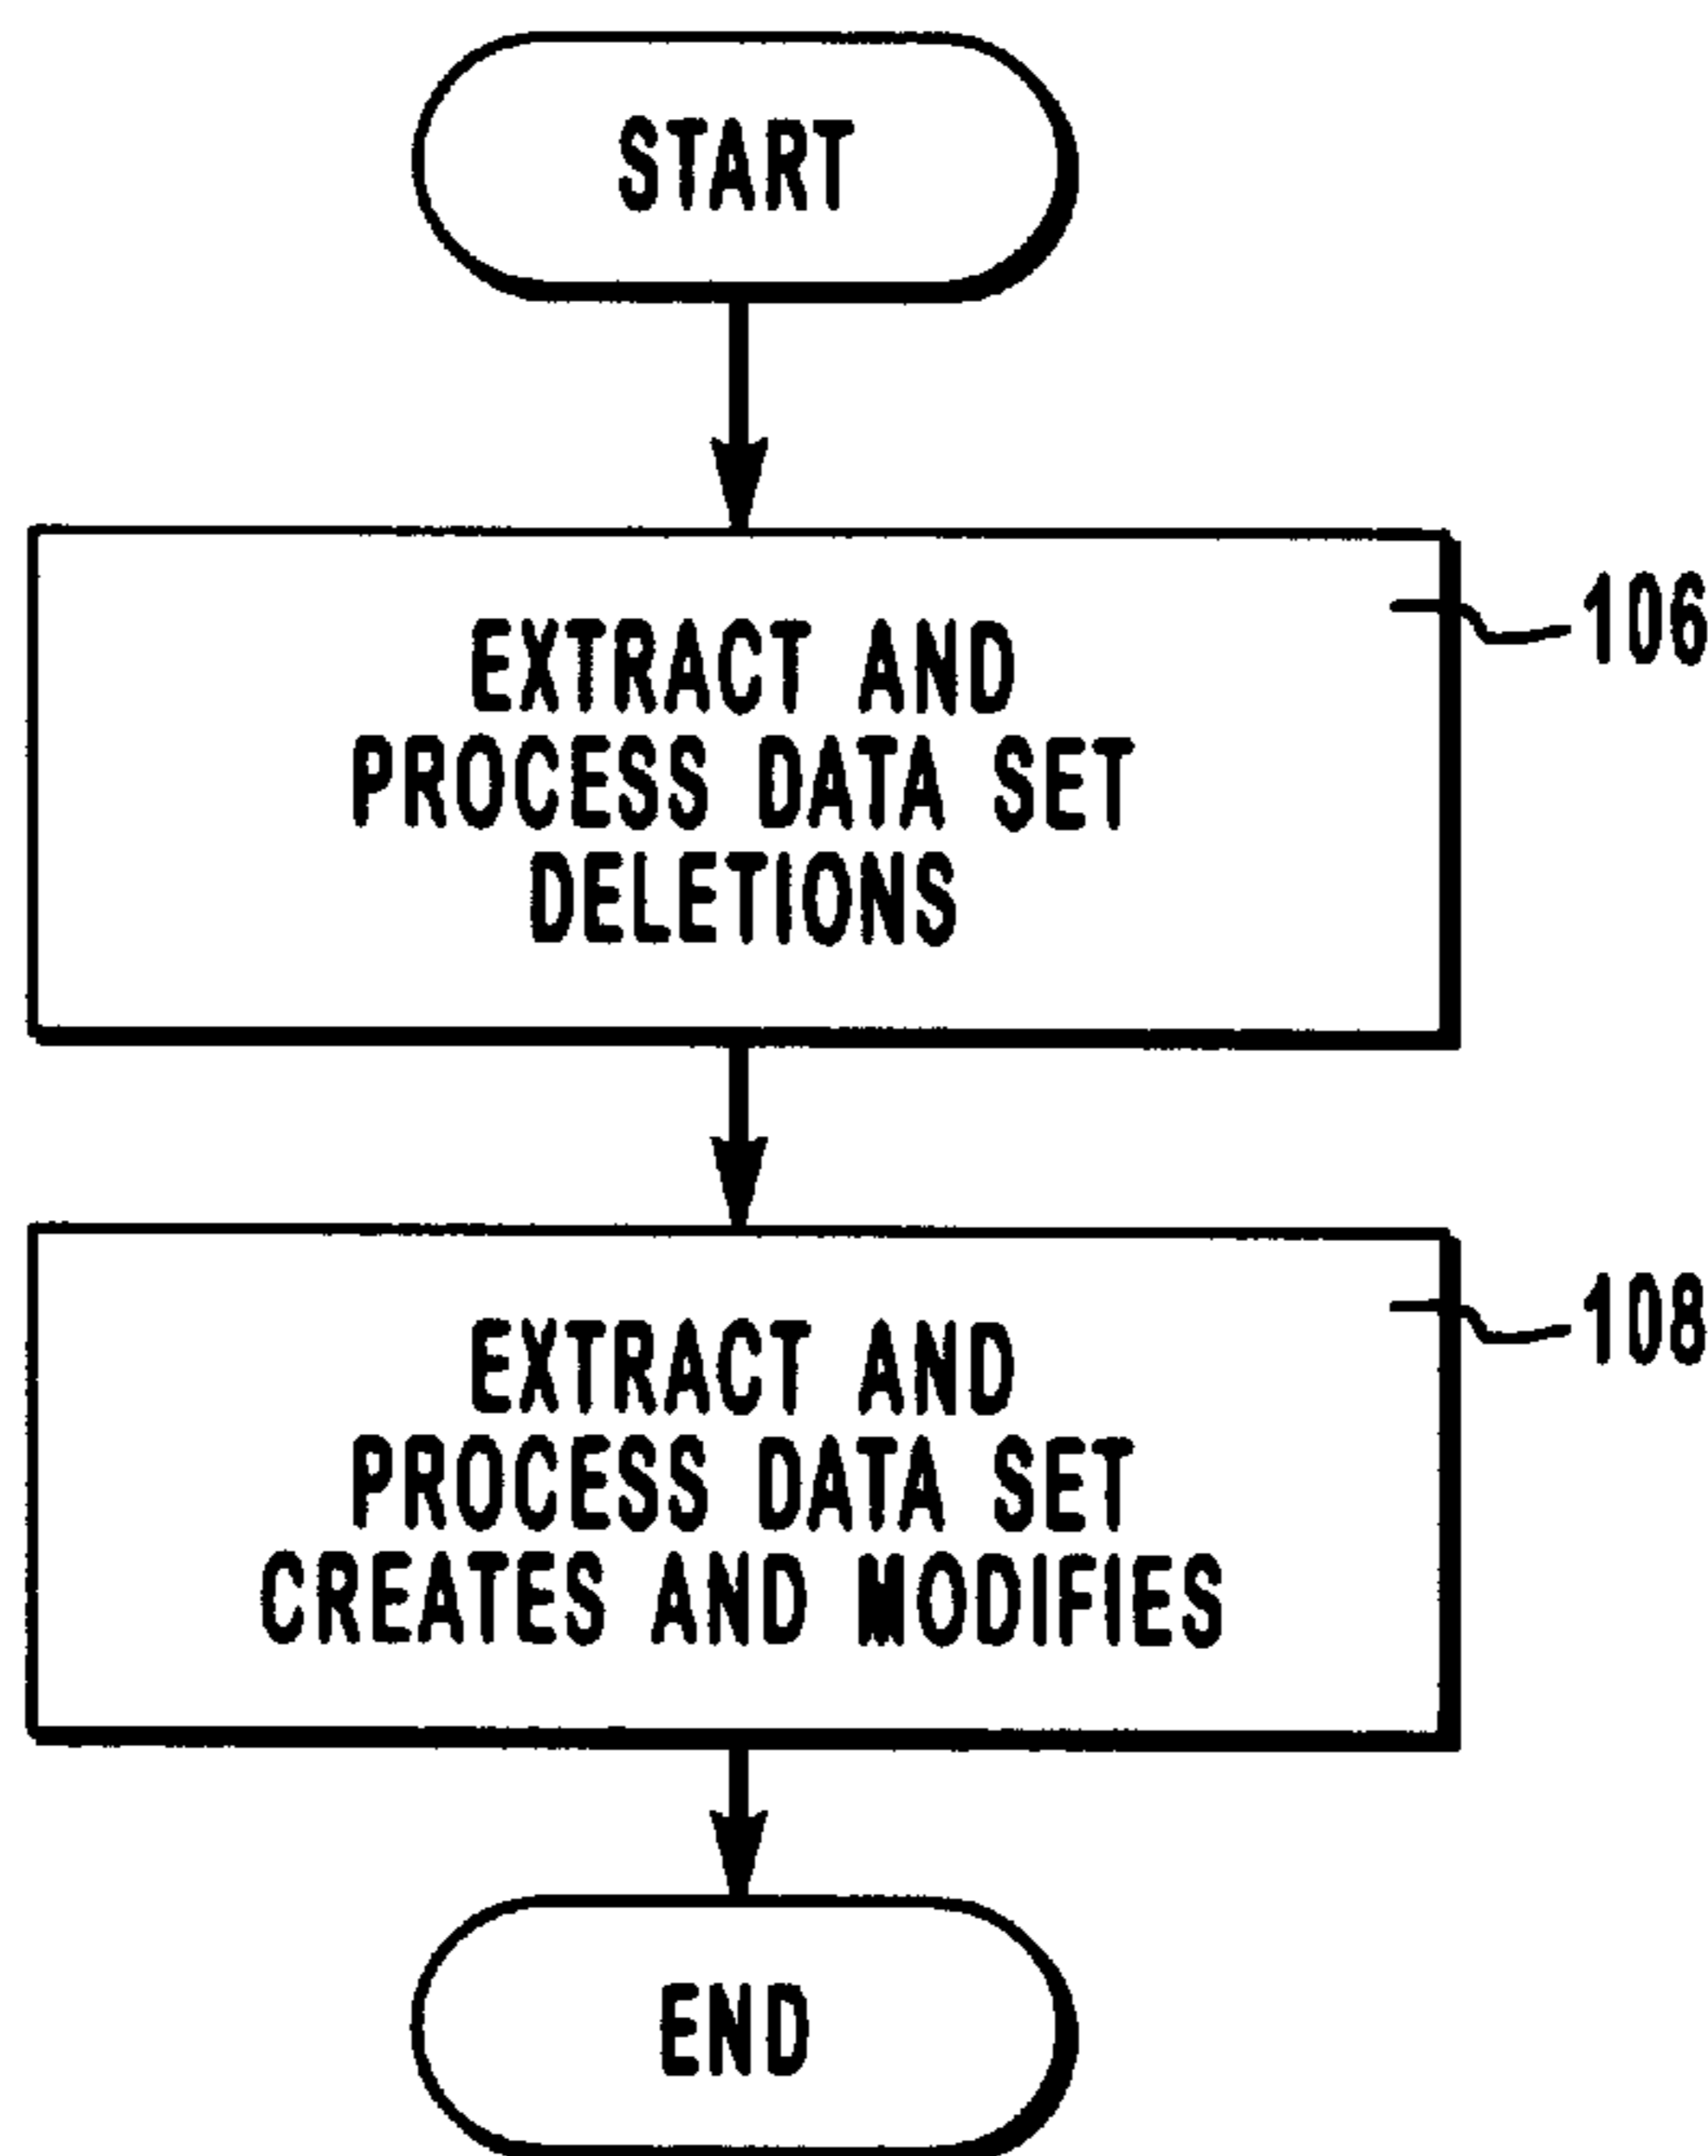 START
106
EXTRACT AND
PROCESS DATA SET
DELETIONS
108
EXTRACT AND
PROCESS DATA SET
CREATES AND MODIFIES
END